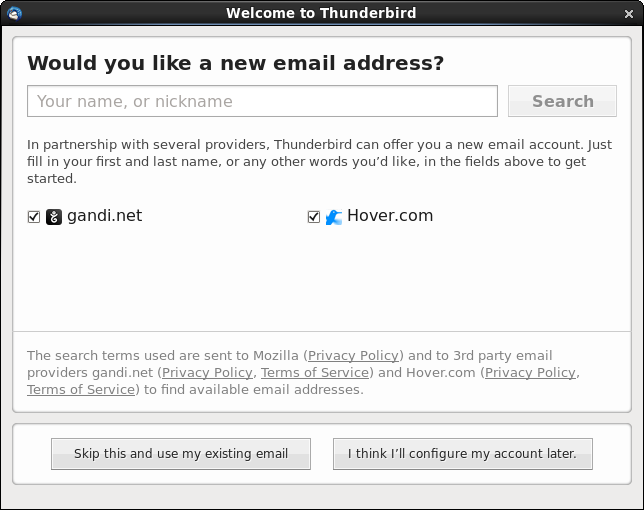 Welcome to Thunderbird
Would you like a new email address?
Your name, or nickname
Search
In partnership with several providers, Thunderbird can offer you a new email account. Just
fill in your first and last name, or any other words you’d like, in the fields above to get
started.
gandi.net
Hover.com
The search terms used are sent to Mozilla (Privacy Policy) and to 3rd party email
providers gandi.net (Privacy Policy, Terms of Service) and Hover.com (Privacy Policy,
Terms of Service) to find available email addresses.
Skip this and use my existing email
I think I’ll configure my account later.